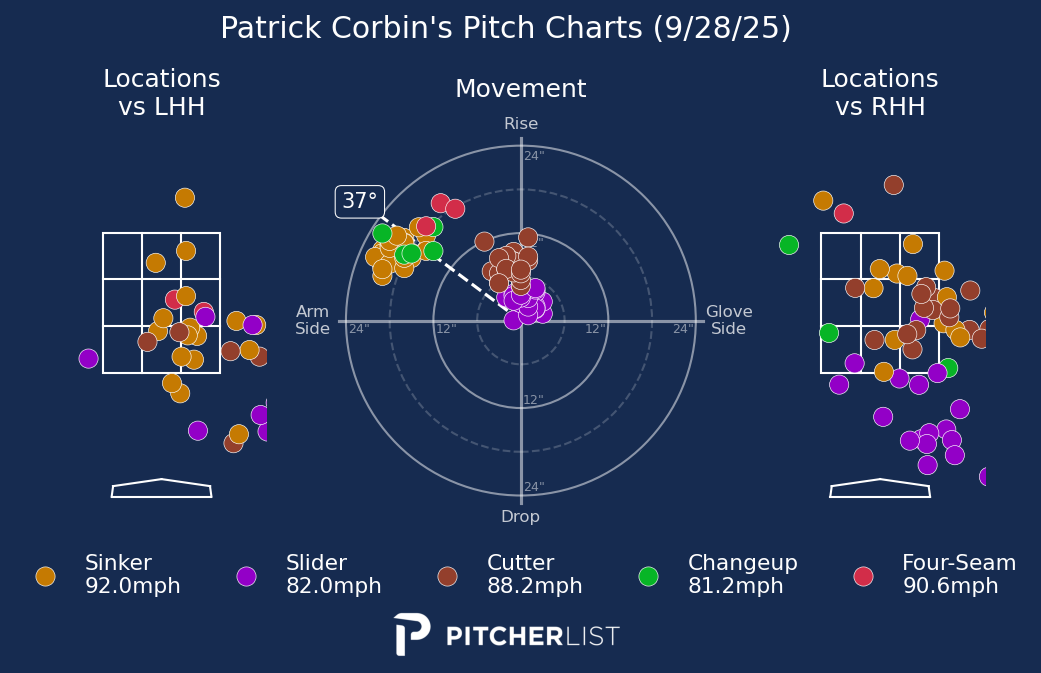 Patrick Corbin's Pitch Charts (9/28/25)
Locations
vs LHH
Movement
Locations
vs RHH
Rise
24"
37°
"
Arm
Side
24"
12"
12"
24"
Glove
Side
12"
24"
Drop
Sinker
92.0mph
Slider
82.0mph
Cutter
88.2mph
Changeup
81.2mph
Four-Seam
90.6mph
PITCHERLIST